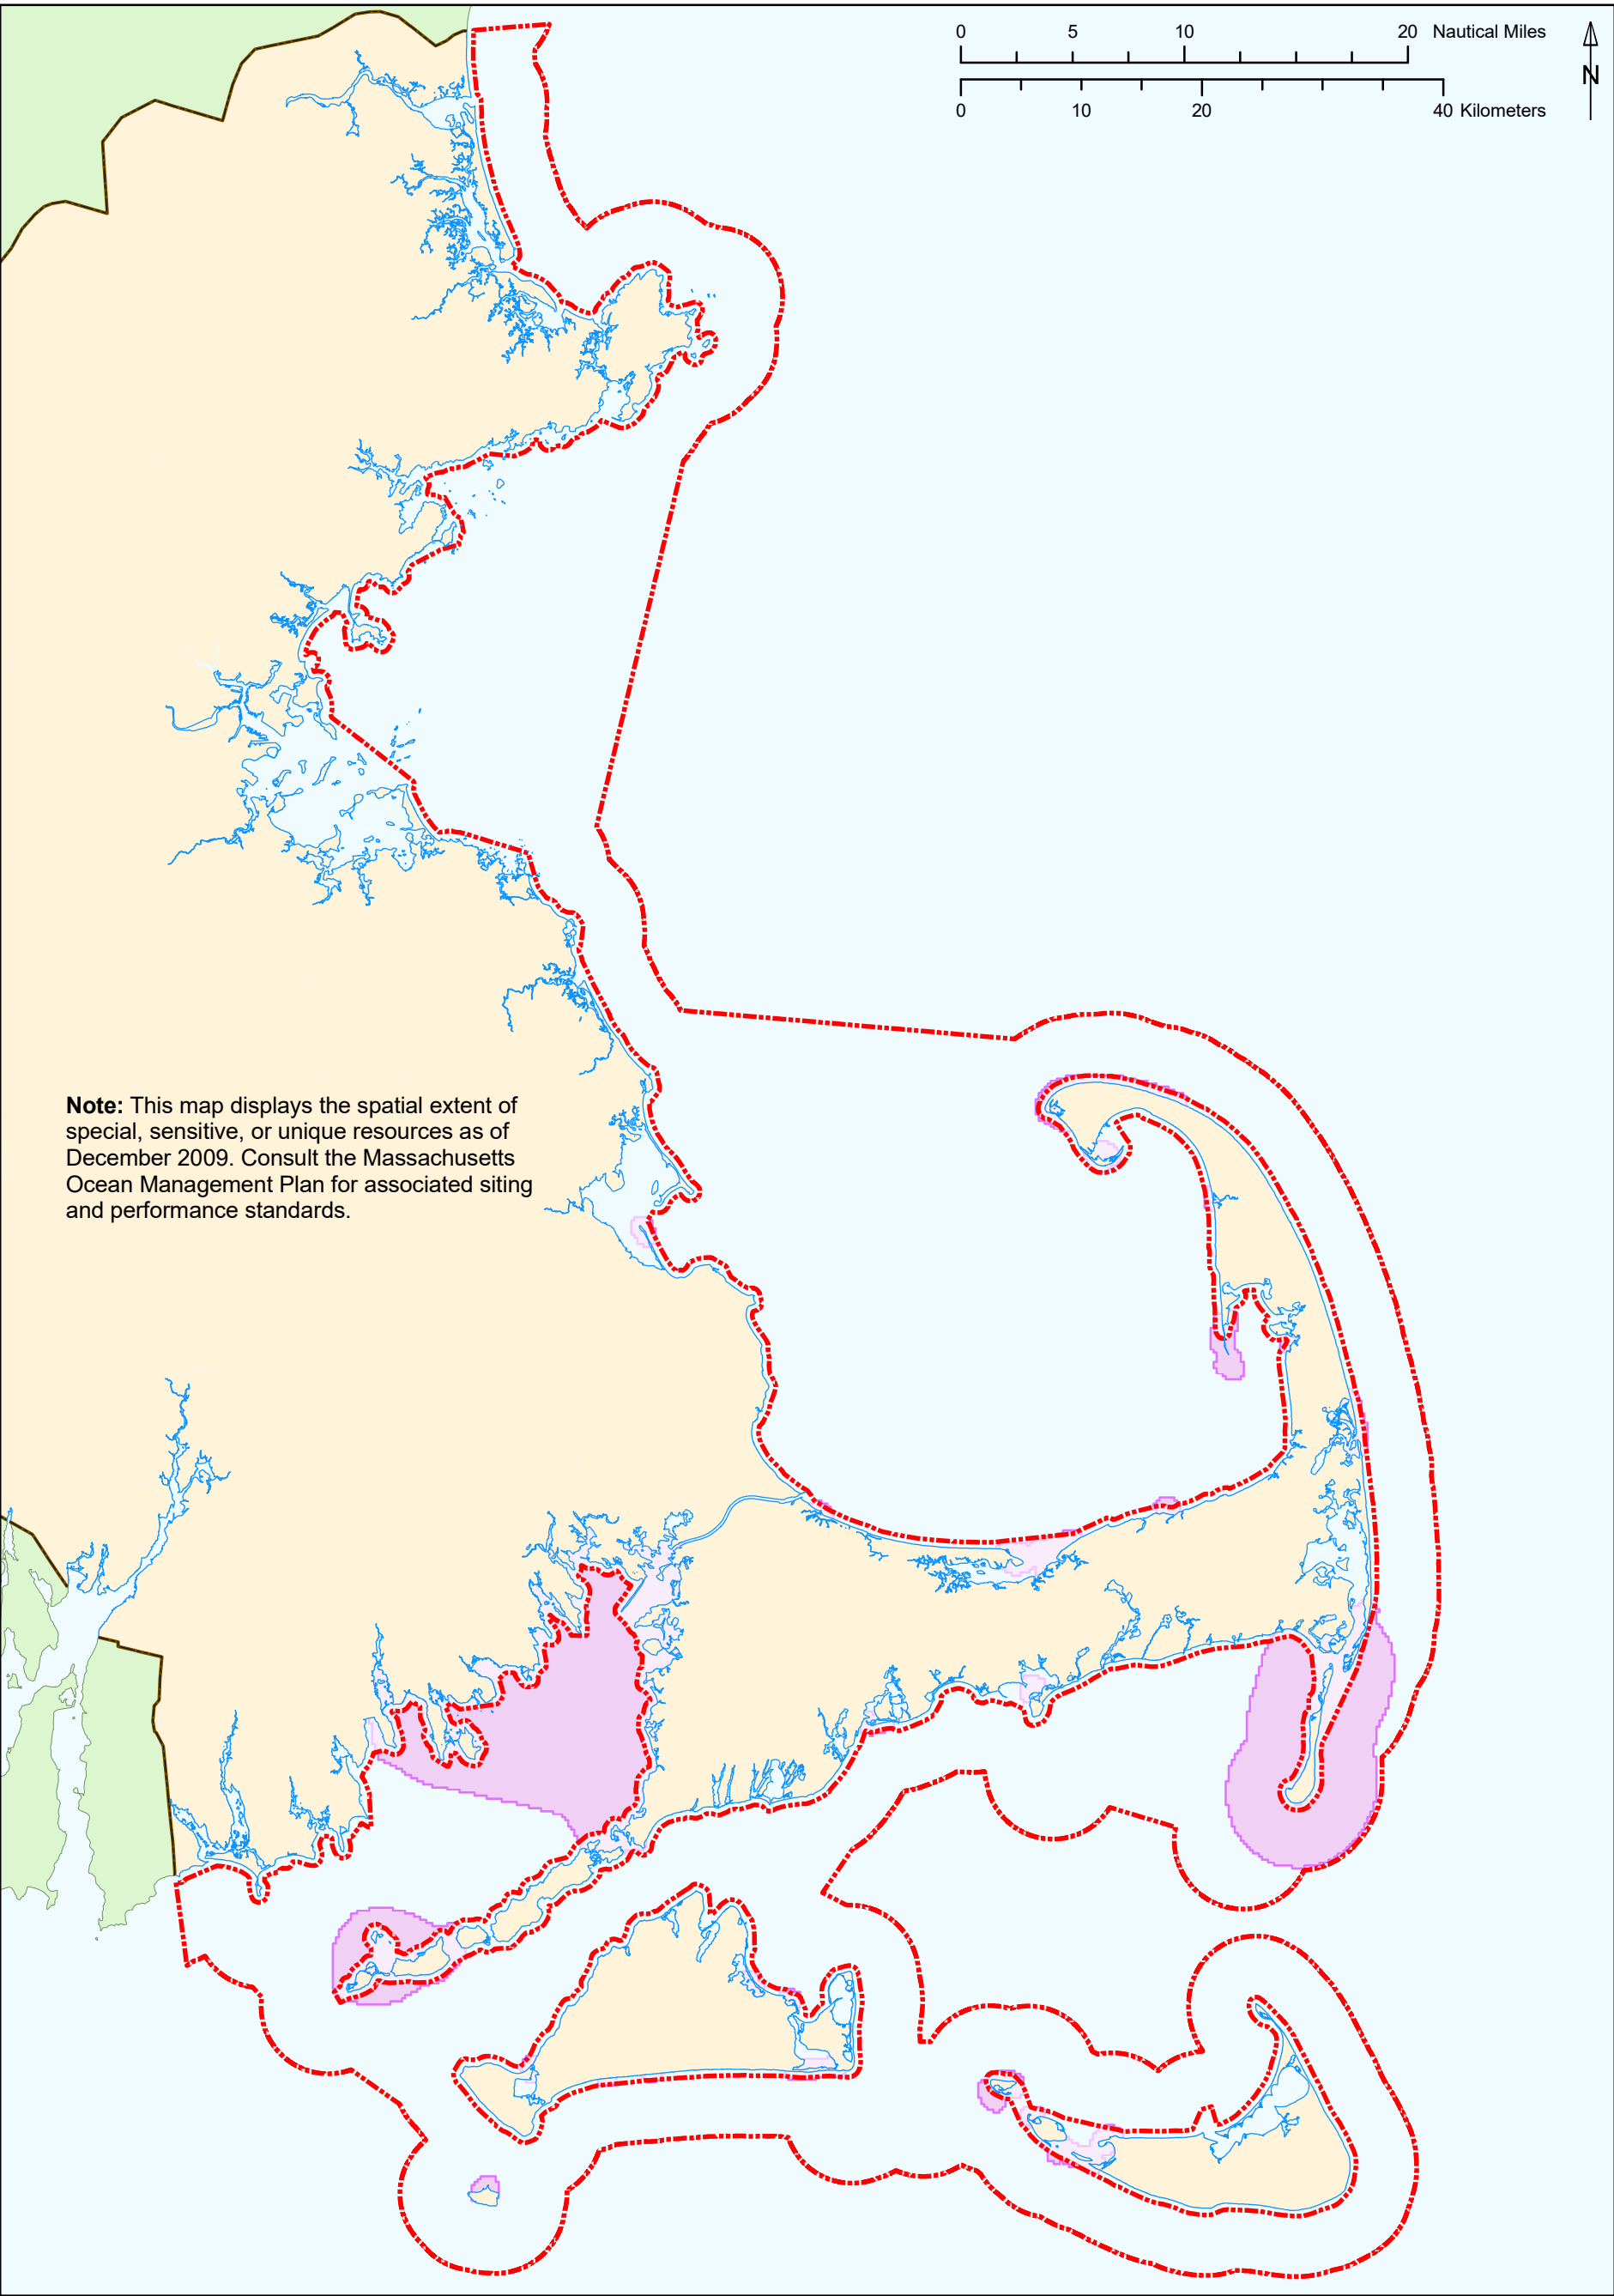 0 5 10 20 Nautical Miles
N
0 10 20 40 Kilometers
Note: This map displays the spatial extent of
special, sensitive, or unique resources as of
December 2009. Consult the Massachusetts
Ocean Management Plan for associated siting
and performance standards.